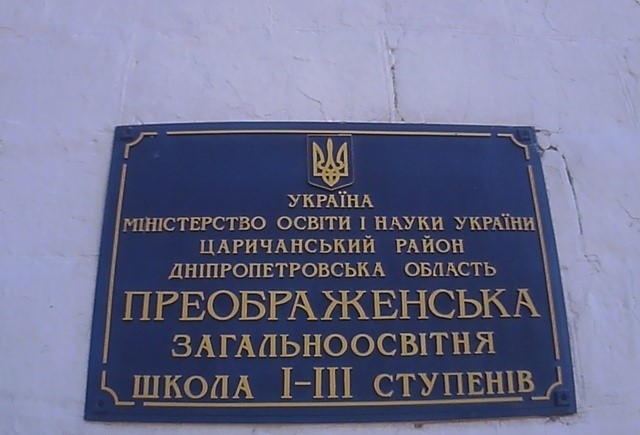 УКРАЇНА
МІНІСТЕРСТВО ОСВІТИ І НАУКИ УКРАЇНИ
ЦАРИЧАНСЬКИЙ РАЙОН
ДНІПРОПЕТРОВСЬКА ОБЛАСТЬ
ПРЕОБРАЖЕНСЬКА
ЗАГАЛЬНООСВІТНЯ
ШКОЛА І-ІІІ СТУПЕНІВ